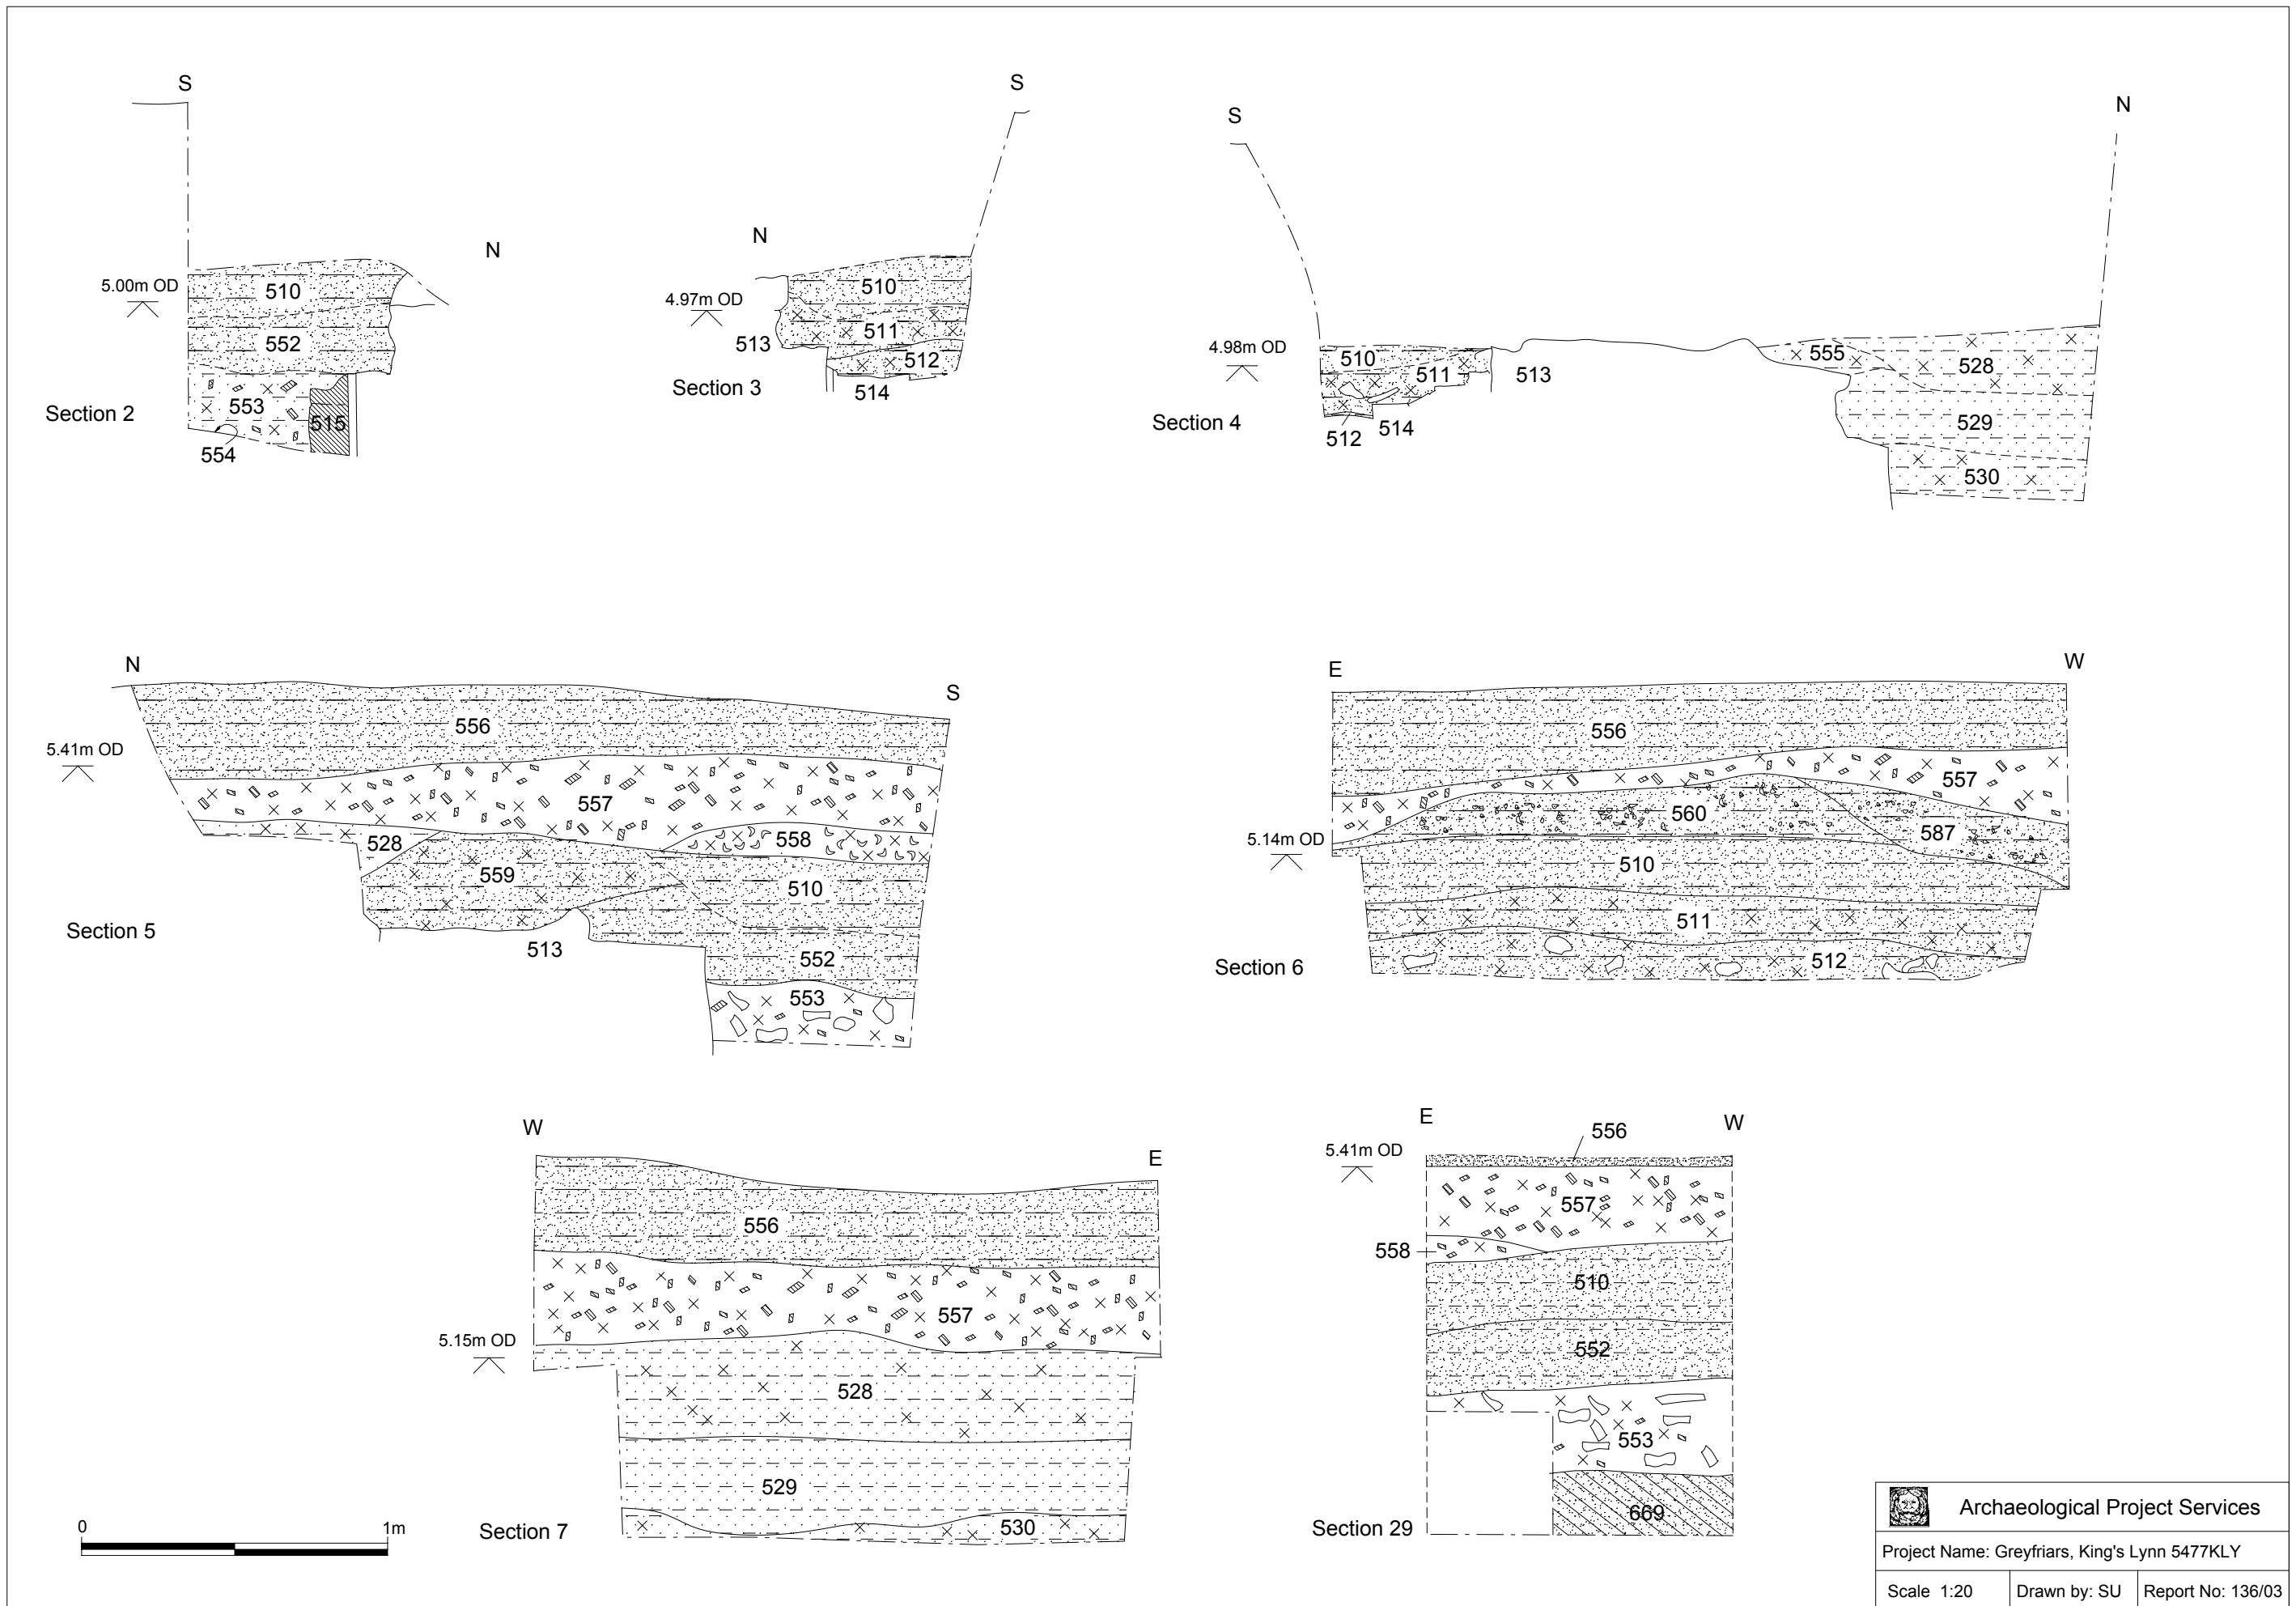 S
N
5.00m OD
510
552
553
515
554
Section 2
S
N
4.97m OD
510
511
513
512
514
Section 3
S
N
4.98m OD
510
511
513
555
528
529
530
512
514
Section 4
N
S
5.41m OD
556
557
558
528
559
510
513
552
553
Section 5
E
W
5.14m OD
556
557
560
587
510
511
512
Section 6
W
E
5.15m OD
556
557
528
529
530
Section 7
0
1m
E
W
5.41m OD
556
557
558
510
552
553
669
Section 29
Archaeological Project Services
Project Name: Greyfriars, King's Lynn 5477KLY
Scale 1:20
Drawn by: SU
Report No: 136/03